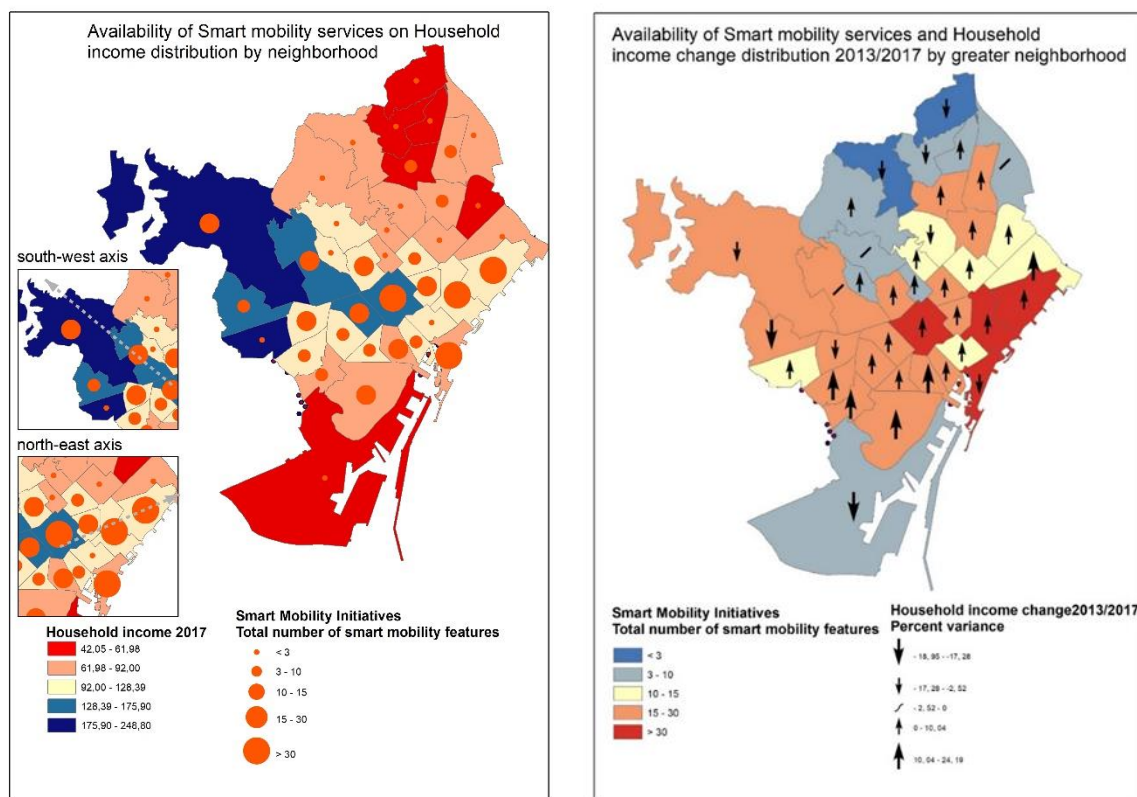 Availability of Smart mobility services on Household
income distribution by neighborhood
south-west axis
north-east axis
Household income 2017
42.05 - 61,98
61,98 - 92,00
92,00 - 128,39
128,39 - 175,90
175,90 - 248,80
Smart Mobility Initiatives
Total number of smart mobility features
< 3
3 - 10
10 - 15
15 - 30
> 30
Availability of Smart mobility services and Household
income change distribution 2013/2017 by greater neighborhood
Smart Mobility Initiatives
Total number of smart mobility features
< 3
3 - 10
10 - 15
15 - 30
> 30
Household income change2013/2017
Percent variance
- 18, 95 - -17, 28
- 17, 28 - -2, 52
- 2, 52 - 0
0 - 10, 04
10, 04 - 24, 19